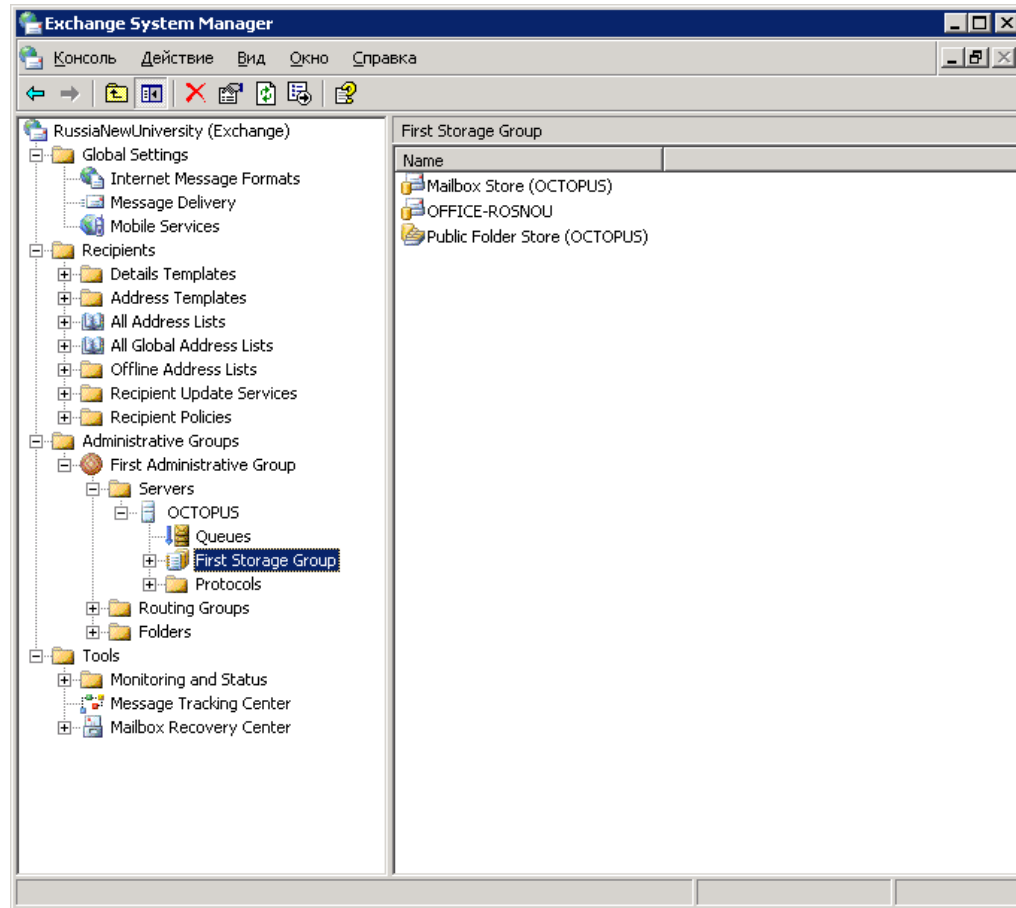 Exchange System Manager
Консоль Действие Вид Окно Справка
RussiaNewUniversity (Exchange)
Global Settings
Internet Message Formats
Message Delivery
Mobile Services
Recipients
Details Templates
Address Templates
All Address Lists
All Global Address Lists
Offline Address Lists
Recipient Update Services
Recipient Policies
Administrative Groups
First Administrative Group
Servers
OCTOPUS
Queues
First Storage Group
Protocols
Routing Groups
Folders
Tools
Monitoring and Status
Message Tracking Center
Mailbox Recovery Center
First Storage Group
Name
Mailbox Store (OCTOPUS)
OFFICE-ROSNOU
Public Folder Store (OCTOPUS)